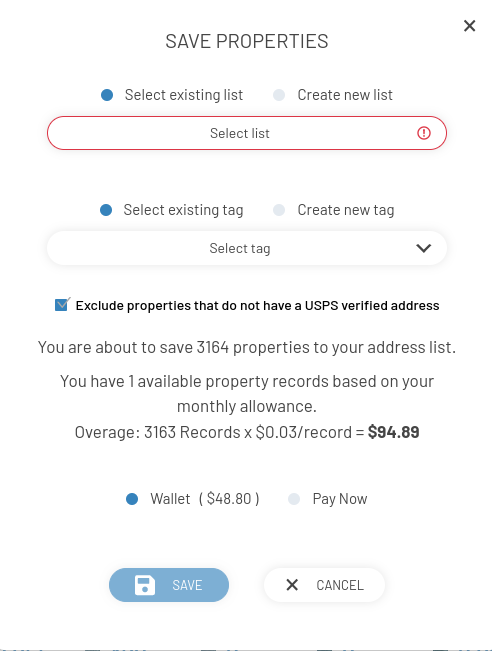 SAVE PROPERTIES
Select existing list Create new list
Select list
Select existing tag Create new tag
Select tag
Exclude properties that do not have a USPS verified address
You are about to save 3164 properties to your address list.
You have 1 available property records based on your
monthly allowance.
Overage: 3163 Records x $0.03/record = $94.89
Wallet ( $48.80 ) Pay Now
SAVE CANCEL